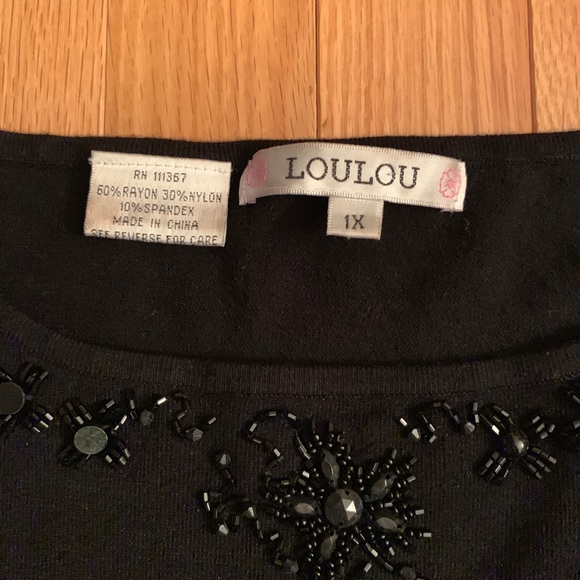 RN 111367
60%RAYON 30%NYLON
10%SPANDEX
MADE IN CHINA
SEE REVERSE FOR CARE
LOULOU
1X